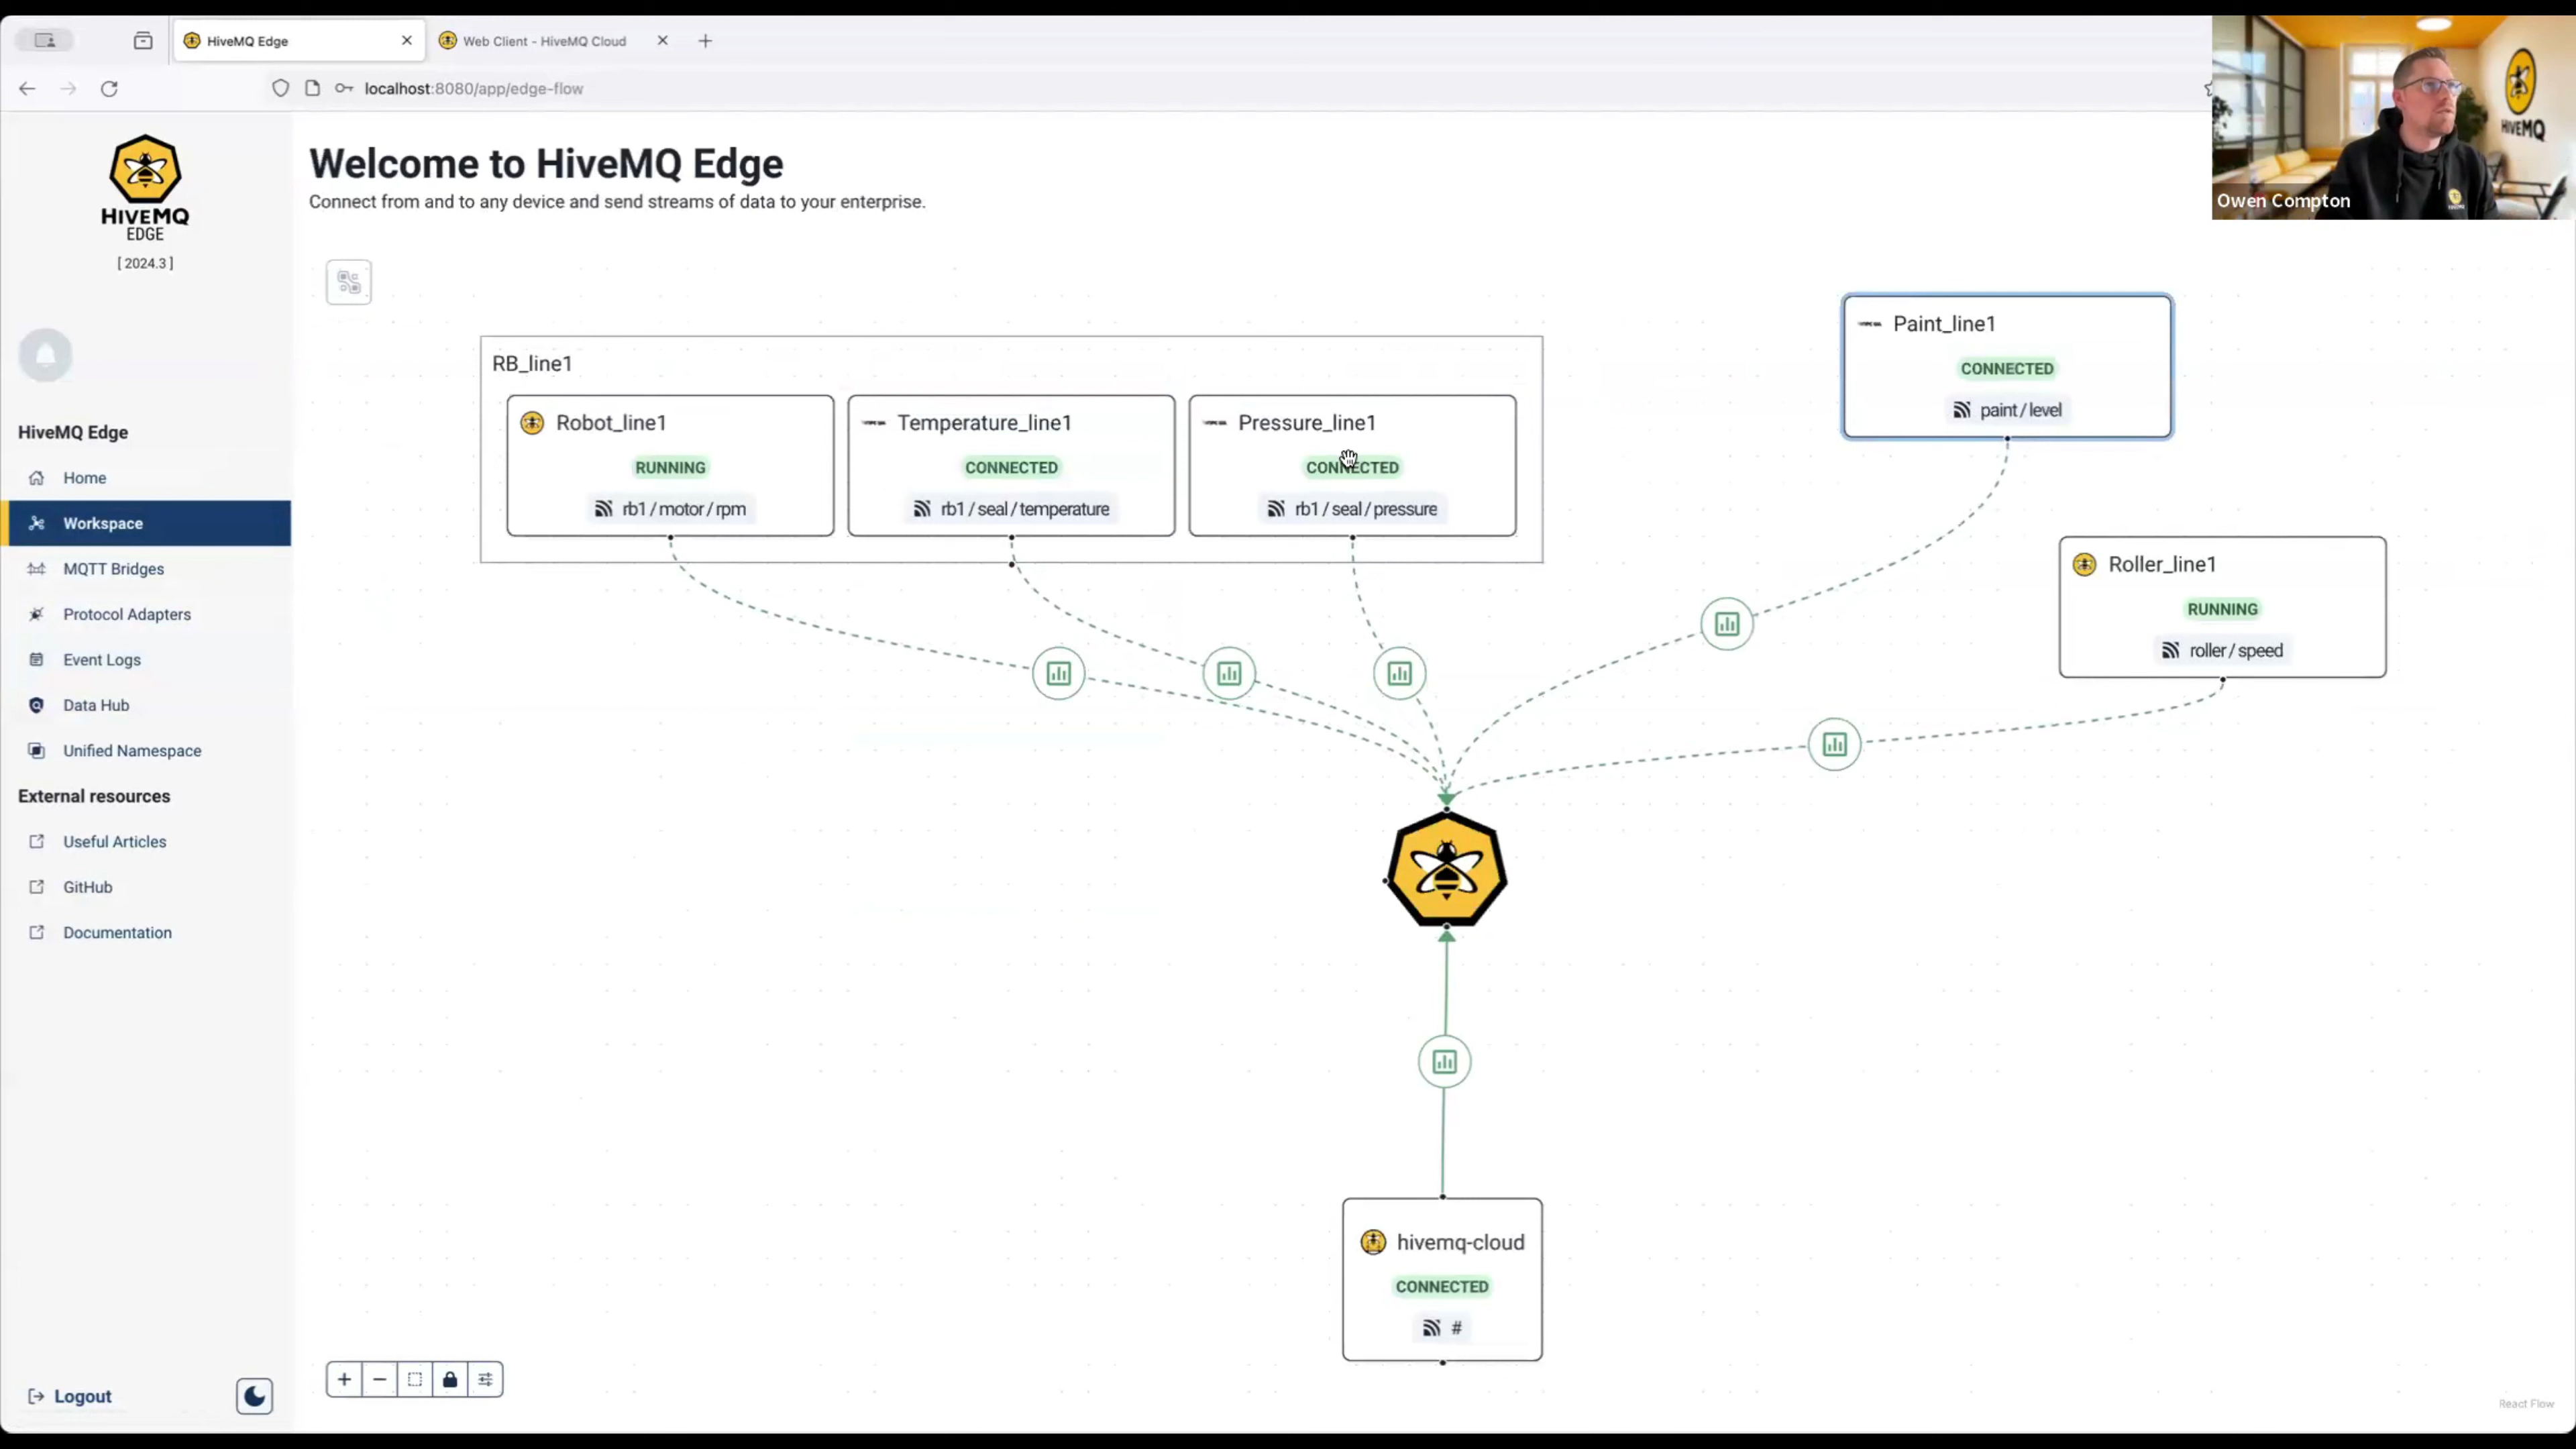 HiveMQ Edge
Web Client - HiveMQ Cloud
localhost:8080/app/edge-flow
HIVEMQ
EDGE
[ 2024.3 ]
HiveMQ Edge
Home
Workspace
MQTT Bridges
Protocol Adapters
Event Logs
Data Hub
Unified Namespace
External resources
Useful Articles
GitHub
Documentation
Logout
Welcome to HiveMQ Edge
Connect from and to any device and send streams of data to your enterprise.
RB_line1
Robot_line1
RUNNING
rb1 / motor / rpm
Temperature_line1
CONNECTED
rb1 / seal / temperature
Pressure_line1
CONNECTED
rb1 / seal / pressure
Paint_line1
CONNECTED
paint / level
Roller_line1
RUNNING
roller / speed
hivemq-cloud
CONNECTED
#
React Flow
HIVEMQ
Owen Compton